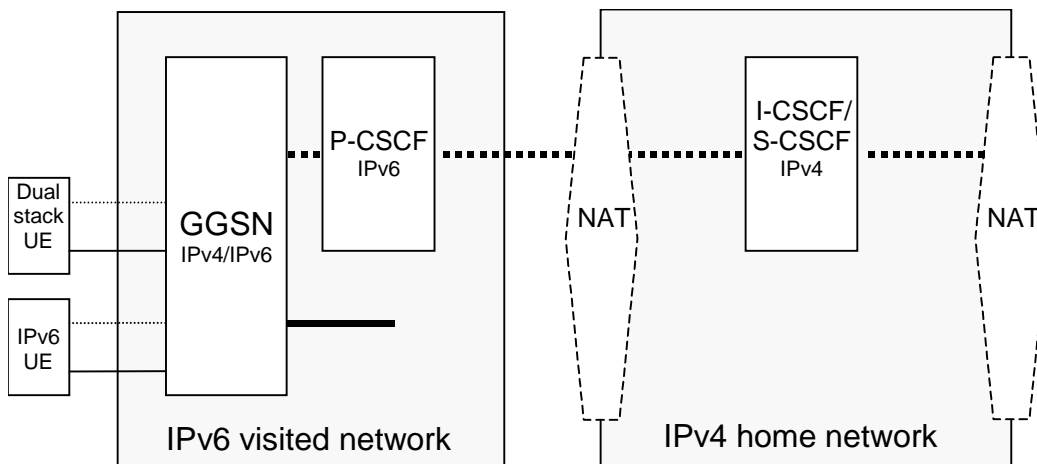 Dual
stack
UE
IPv6
UE
GGSN
IPv4/IPv6
P-CSCF
IPv6
IPv6 visited network
NAT
I-CSCF/
S-CSCF
IPv4
NAT
IPv4 home network